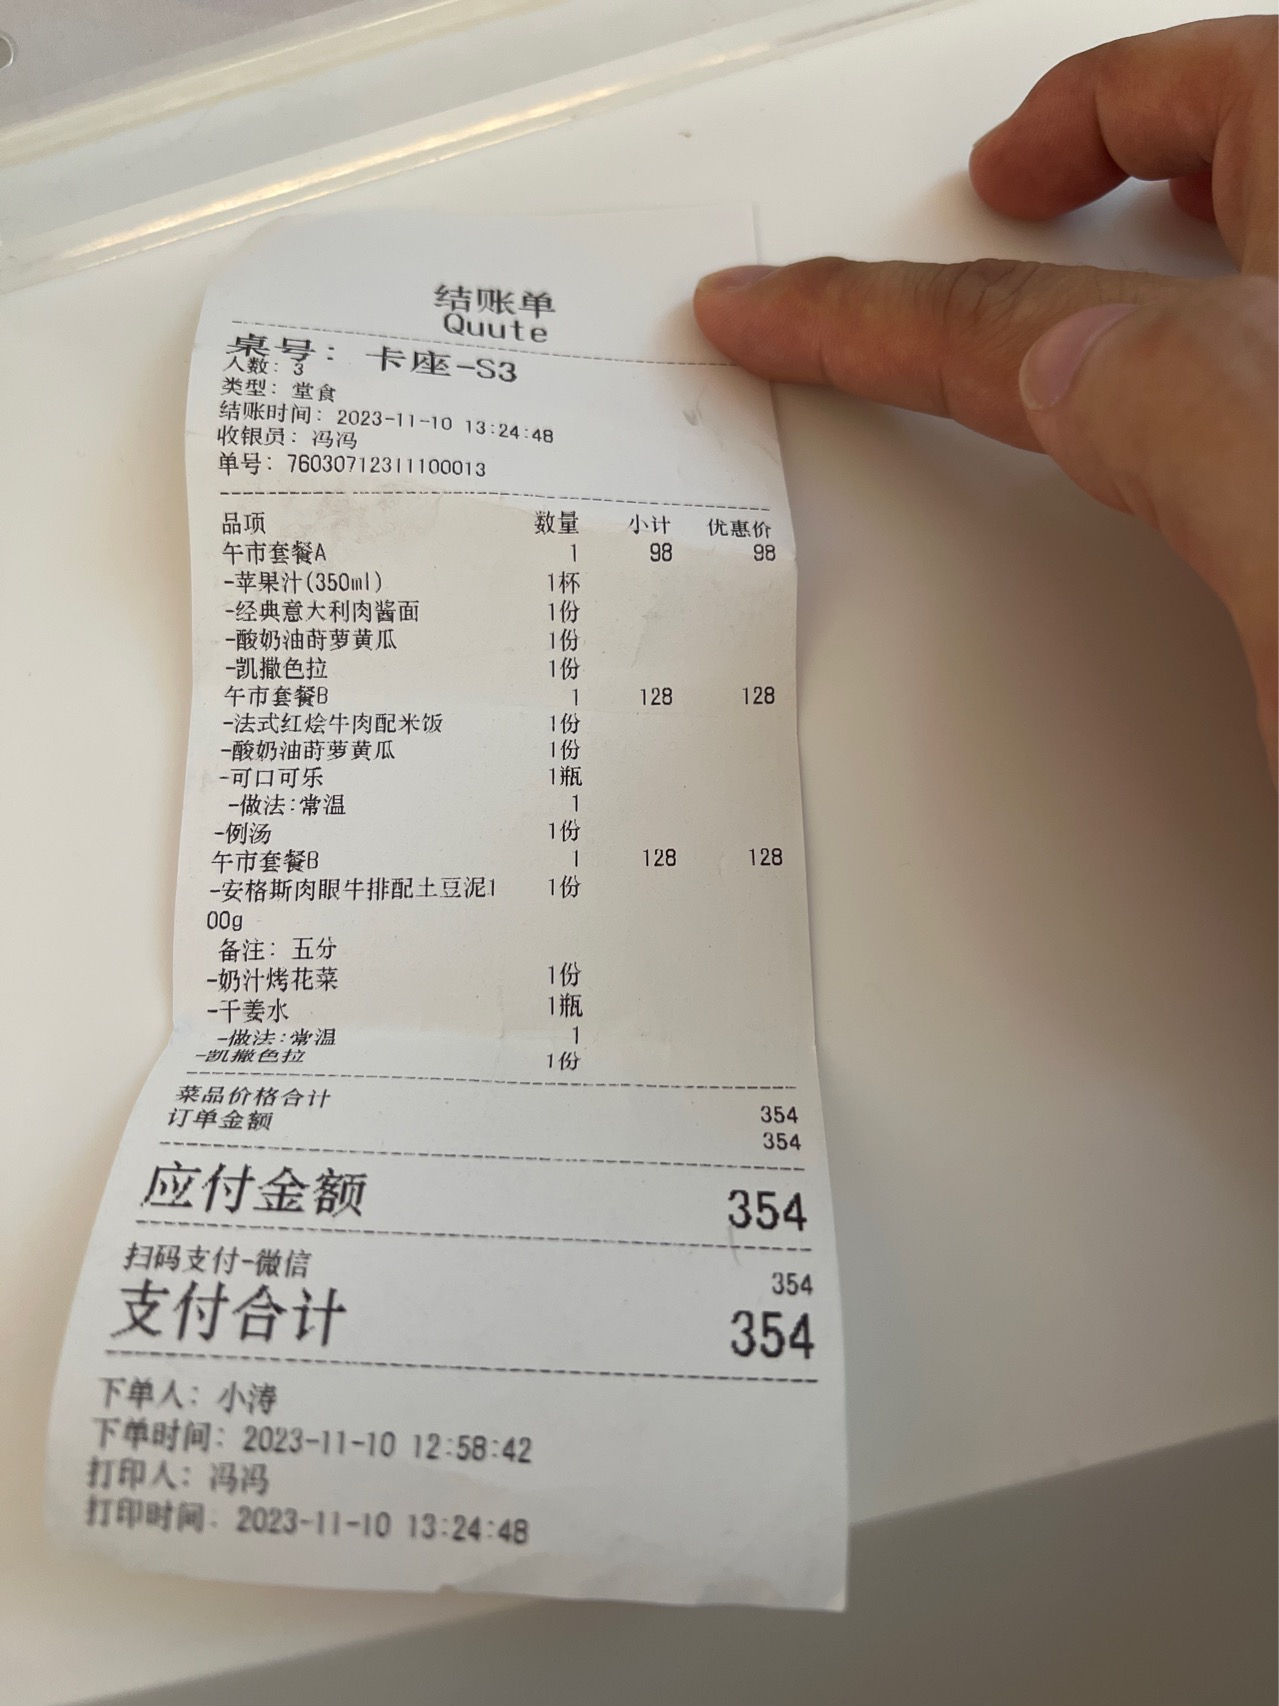 结账单
Quute
桌号: 卡座-S3
人数: 3
类型: 堂食
结账时间: 2023-11-10 13:24:48
收银员: 冯冯
单号: 76030712311100013
品项 数量 小计 优惠价
午市套餐A 1 98 98
-苹果汁(350ml) 1杯
-经典意大利肉酱面 1份
-酸奶油莳萝黄瓜 1份
-凯撒色拉 1份
午市套餐B 1 128 128
-法式红烩牛肉配米饭 1份
-酸奶油莳萝黄瓜 1份
-可口可乐 1瓶
-做法:常温 1
-例汤 1份
午市套餐B 1 128 128
-安格斯肉眼牛排配土豆泥1 1份
00g
备注: 五分
-奶汁烤花菜 1份
-干姜水 1瓶
-做法:常温 1
-凯撒色拉 1份
菜品价格合计 354
订单金额 354
应付金额 354
扫码支付-微信 354
支付合计 354
下单人: 小涛
下单时间: 2023-11-10 12:58:42
打印人: 冯冯
打印时间: 2023-11-10 13:24:48